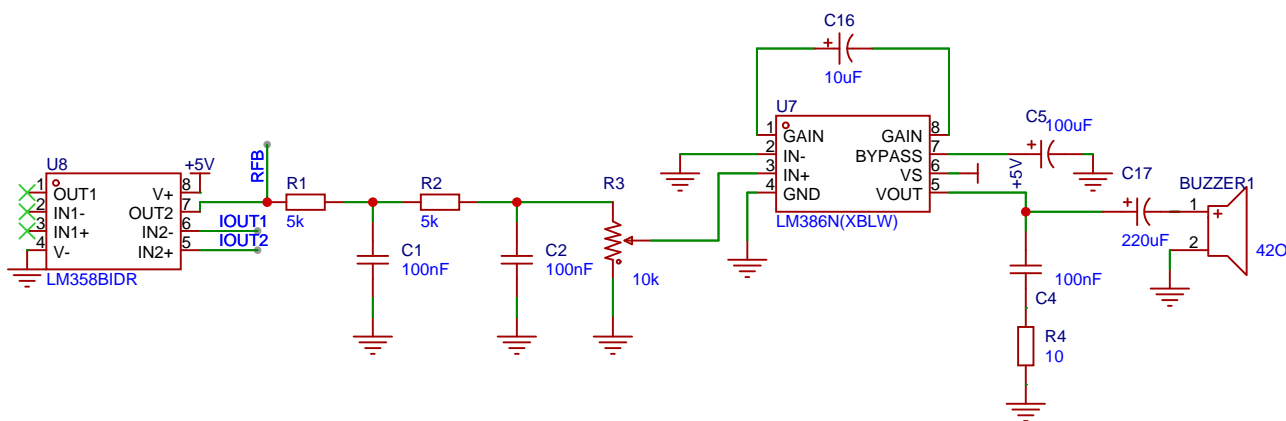 C16
10uF
U7
1
GAIN
GAIN
8
2
IN-
BYPASS
7
3
IN+
VS
6
4
GND
VOUT
5
LM386N(XBLW)
C5
100uF
+5V
C17
220uF
BUZZER1
1
2
42O
100nF
C4
R4
10
U8
+5V
1
OUT1
V+
8
2
IN1-
OUT2
7
3
IN1+
IN2-
6
4
V-
IN2+
5
LM358BIDR
RFB
IOUT1
IOUT2
R1
5k
R2
5k
R3
10k
C1
100nF
C2
100nF